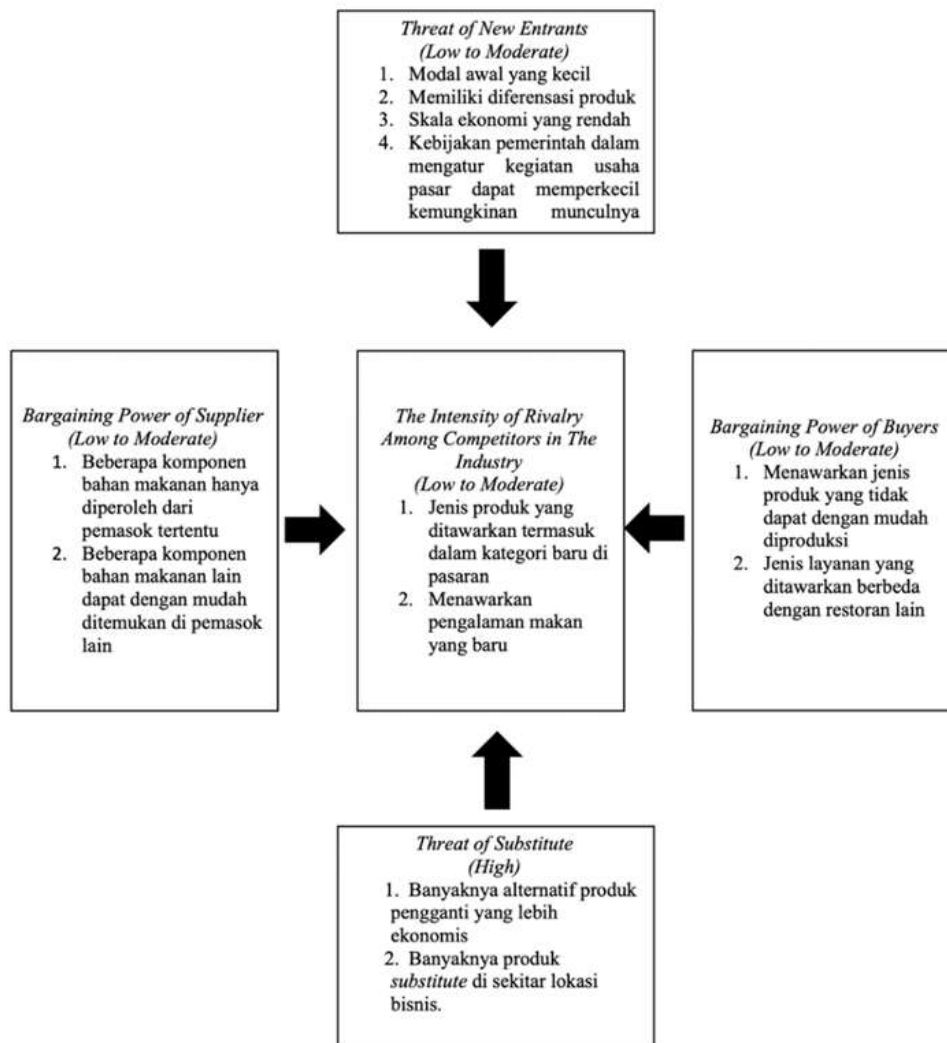 Threat of New Entrants
(Low to Moderate)
1. Modal awal yang kecil
2. Memiliki diferensasi produk
3. Skala ekonomi yang rendah
4. Kebijakan pemerintah dalam
mengatur kegiatan usaha
pasar dapat memperkecil
kemungkinan munculnya
Bargaining Power of Supplier
(Low to Moderate)
1. Beberapa komponen
bahan makanan hanya
diperoleh dari
pemasok tertentu
2. Beberapa komponen
bahan makanan lain
dapat dengan mudah
ditemukan di pemasok
lain
The Intensity of Rivalry
Among Competitors in The
Industry
(Low to Moderate)
1. Jenis produk yang
ditawarkan termasuk
dalam kategori baru di
pasaran
2. Menawarkan
pengalaman makan
yang baru
Bargaining Power of Buyers
(Low to Moderate)
1. Menawarkan jenis
produk yang tidak
dapat dengan mudah
diproduksi
2. Jenis layanan yang
ditawarkan berbeda
dengan restoran lain
Threat of Substitute
(High)
1. Banyaknya alternatif produk
pengganti yang lebih
ekonomis
2. Banyaknya produk
substitute di sekitar lokasi
bisnis.